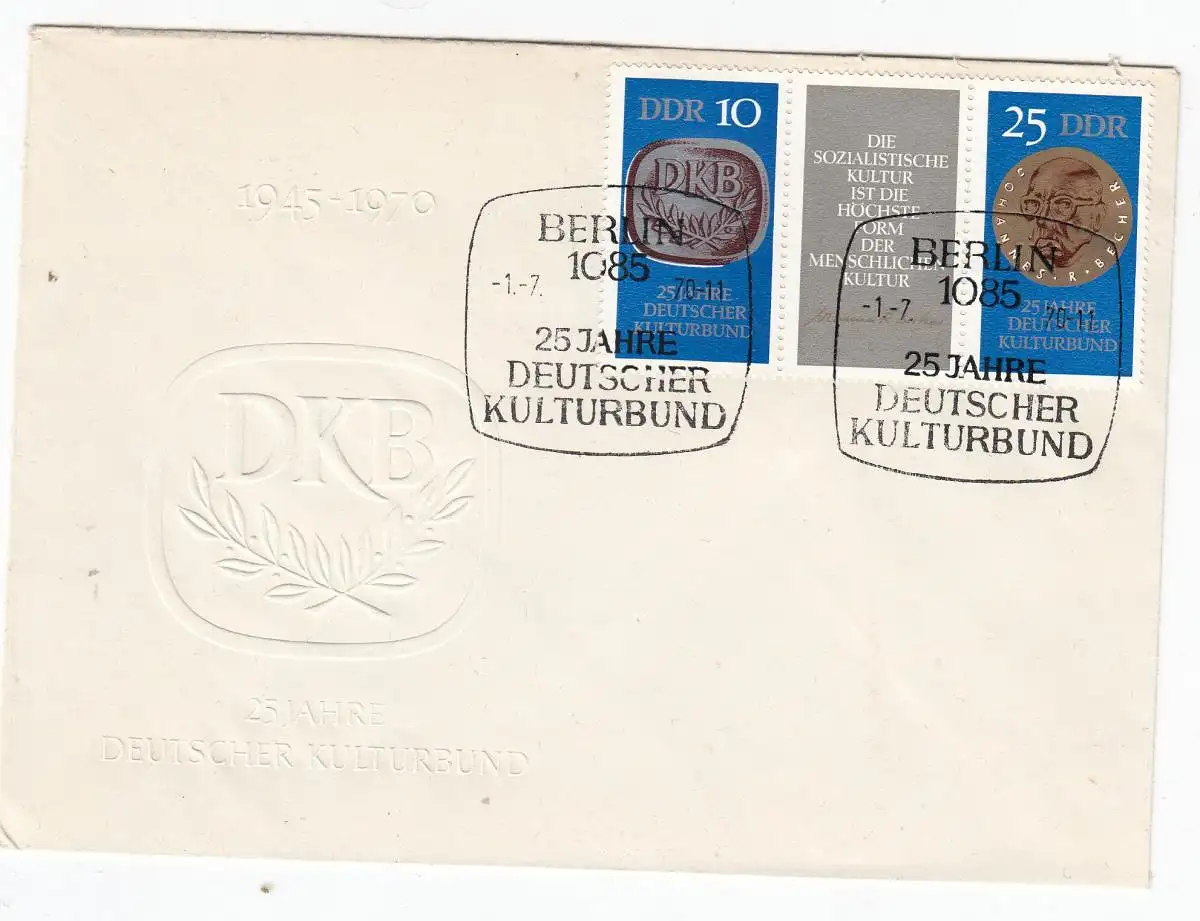 1945-1970
DKB
25 JAHRE
DEUTSCHER KULTURBUND
DDR 10
DKB
25 JAHRE
DEUTSCHER
KULTURBUND
DIE
SOZIALISTISCHE
KULTUR
IST DIE
HÖCHSTE
FORM
DER
MENSCHLICHEN
KULTUR
25 DDR
JOHANNES · R · BECHER
25 JAHRE
DEUTSCHER
KULTURBUND
BERLIN
1085
-1.-7. 70-11
25 JAHRE
DEUTSCHER
KULTURBUND
BERLIN
1085
-1.-7. 70-11
25 JAHRE
DEUTSCHER
KULTURBUND